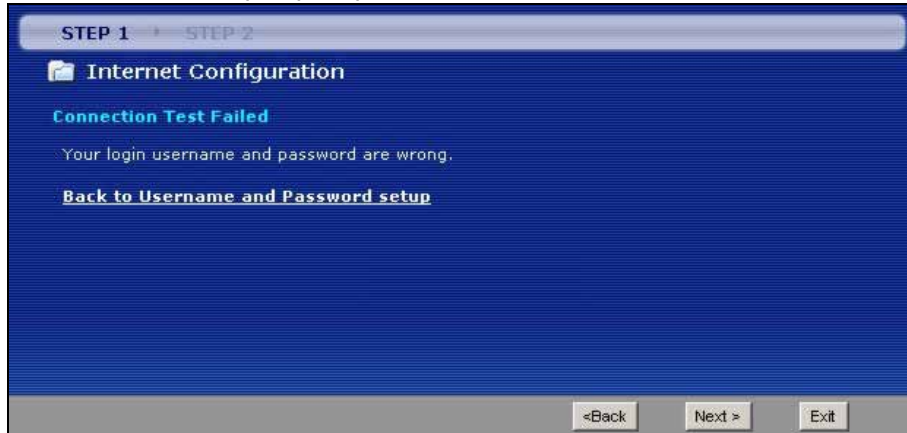 STEP 1 STEP 2
Internet Configuration
Connection Test Failed
Your login username and password are wrong.
Back to Username and Password setup
<Back Next > Exit